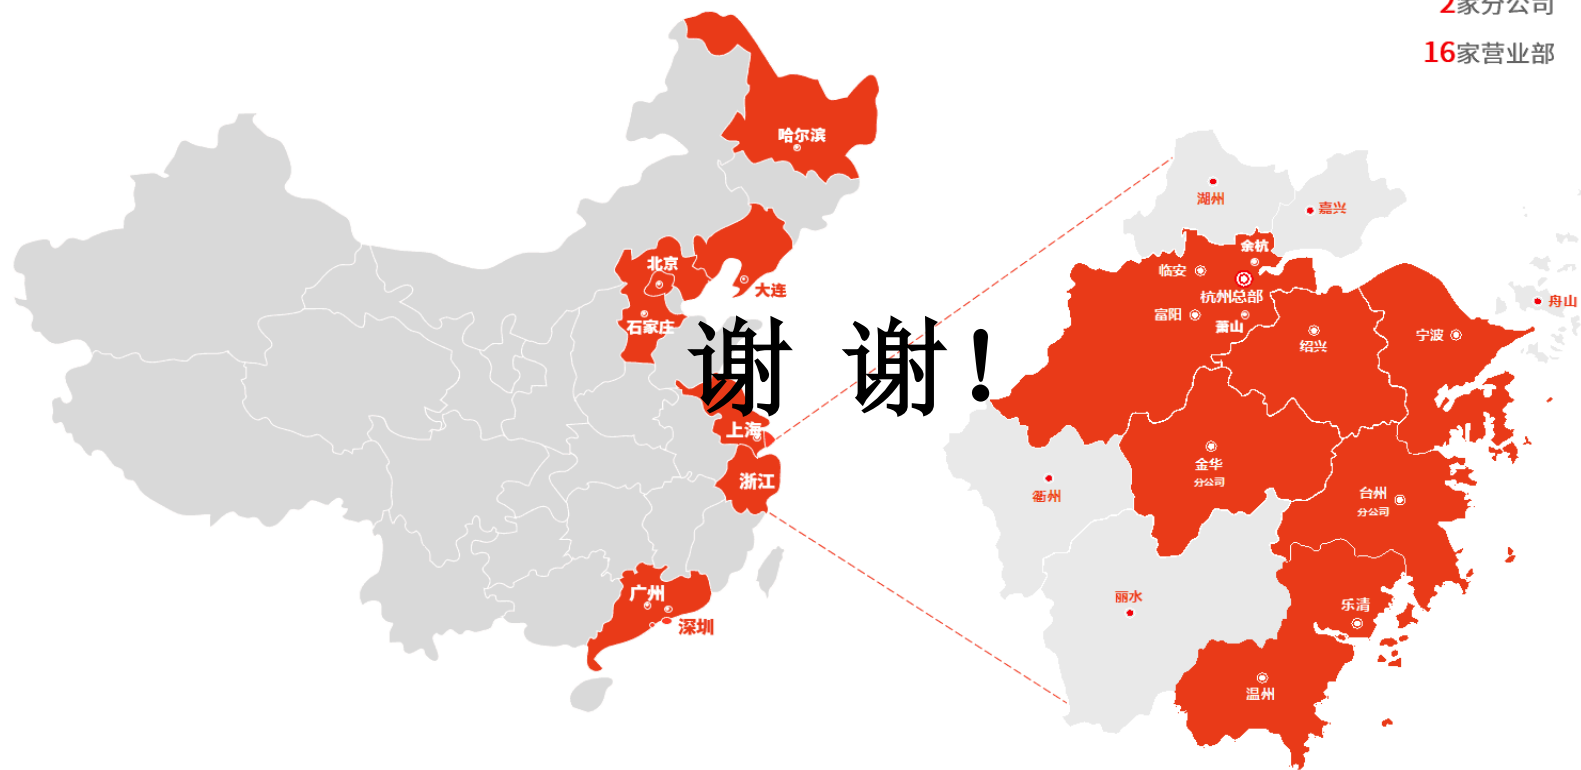 2家分公司
16家营业部
哈尔滨
北京
大连
石家庄
谢 谢！
上海
浙江
广州
深圳
湖州
嘉兴
余杭
临安
杭州总部
舟山
富阳
萧山
绍兴
宁波
金华
分公司
衢州
台州
分公司
丽水
乐清
温州